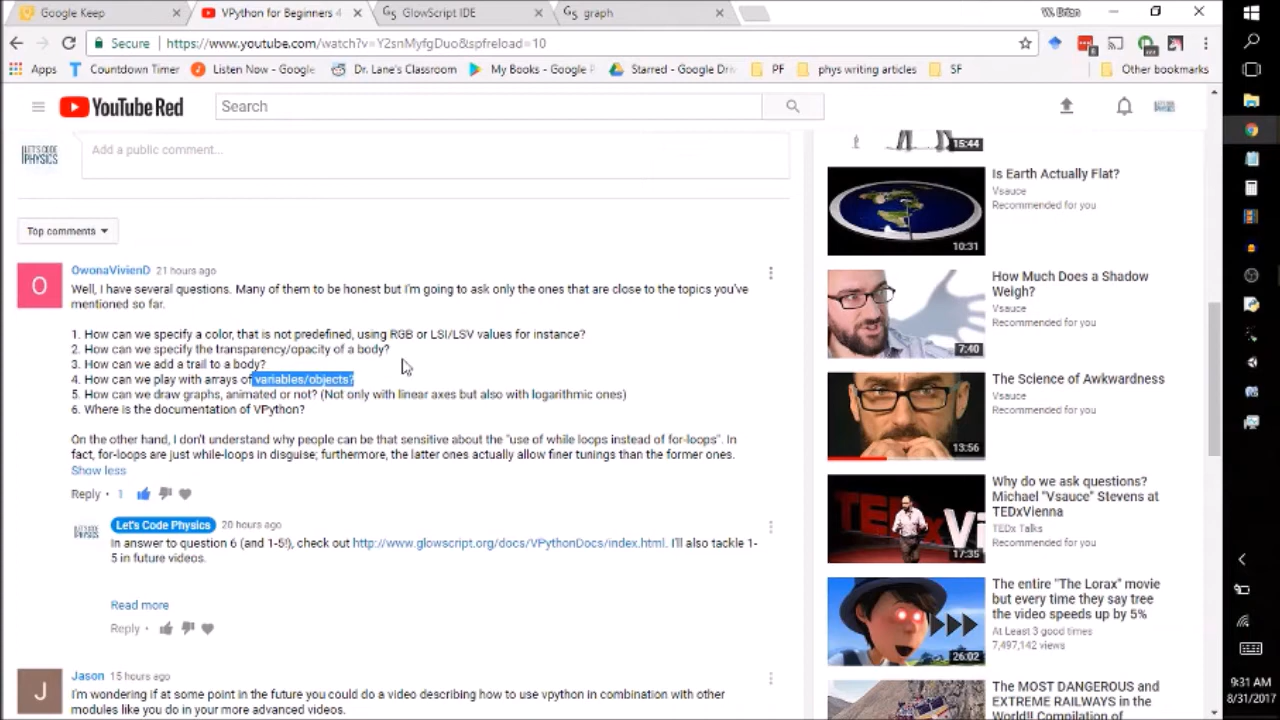 Google Keep
VPython for Beginners 4
GlowScript IDE
graph
W. Brian
Secure
https://www.youtube.com/watch?v=Y2snMyfgDuo&spfreload=10
Apps
Countdown Timer
Listen Now - Google
Dr. Lane's Classroom
My Books - Google P
Starred - Google Dri
PF
phys writing articles
SF
Other bookmarks
YouTube Red
Search
LET'S CODE
PHYSICS
Add a public comment...
Top comments
O
OwonaVivienD 21 hours ago
Well, I have several questions. Many of them to be honest but I'm going to ask only the ones that are close to the topics you've
mentioned so far.
1. How can we specify a color, that is not predefined, using RGB or LSI/LSV values for instance?
2. How can we specify the transparency/opacity of a body?
3. How can we add a trail to a body?
4. How can we play with arrays of variables/objects?
5. How can we draw graphs, animated or not? (Not only with linear axes but also with logarithmic ones)
6. Where is the documentation of VPython?
On the other hand, I don't understand why people can be that sensitive about the "use of while loops instead of for-loops". In
fact, for-loops are just while-loops in disguise; furthermore, the latter ones actually allow finer tunings than the former ones.
Show less
Reply · 1
LET'S CODE
PHYSICS
Let's Code Physics 20 hours ago
In answer to question 6 (and 1-5!), check out http://www.glowscript.org/docs/VPythonDocs/index.html. I'll also tackle 1-
5 in future videos.
Read more
Reply ·
J
Jason 15 hours ago
I'm wondering if at some point in the future you could do a video describing how to use vpython in combination with other
modules like you do in your more advanced videos.
15:44
Is Earth Actually Flat?
Vsauce
Recommended for you
10:31
How Much Does a Shadow
Weigh?
Vsauce
Recommended for you
7:40
The Science of Awkwardness
Vsauce
Recommended for you
13:56
Why do we ask questions?
Michael "Vsauce" Stevens at
TEDxVienna
TEDx Talks
Recommended for you
17:35
The entire "The Lorax" movie
but every time they say tree
the video speeds up by 5%
At Least 3 good times
7,497,142 views
26:02
The MOST DANGEROUS and
EXTREME RAILWAYS in the
World!! Compilation of
9:31 AM
8/31/2017